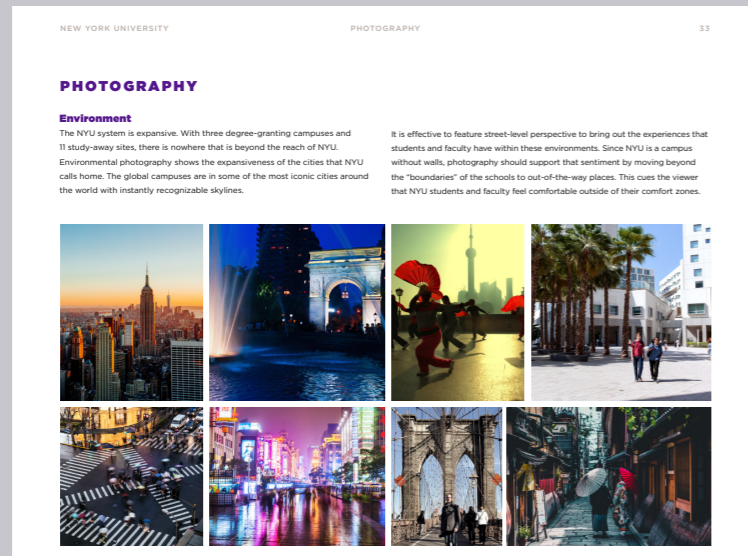 NEW YORK UNIVERSITY
PHOTOGRAPHY
33
PHOTOGRAPHY
Environment
The NYU system is expansive. With three degree-granting campuses and
11 study-away sites, there is nowhere that is beyond the reach of NYU.
Environmental photography shows the expansiveness of the cities that NYU
calls home. The global campuses are in some of the most iconic cities around
the world with instantly recognizable skylines.
It is effective to feature street-level perspective to bring out the experiences that
students and faculty have within these environments. Since NYU is a campus
without walls, photography should support that sentiment by moving beyond
the “boundaries” of the schools to out-of-the-way places. This cues the viewer
that NYU students and faculty feel comfortable outside of their comfort zones.